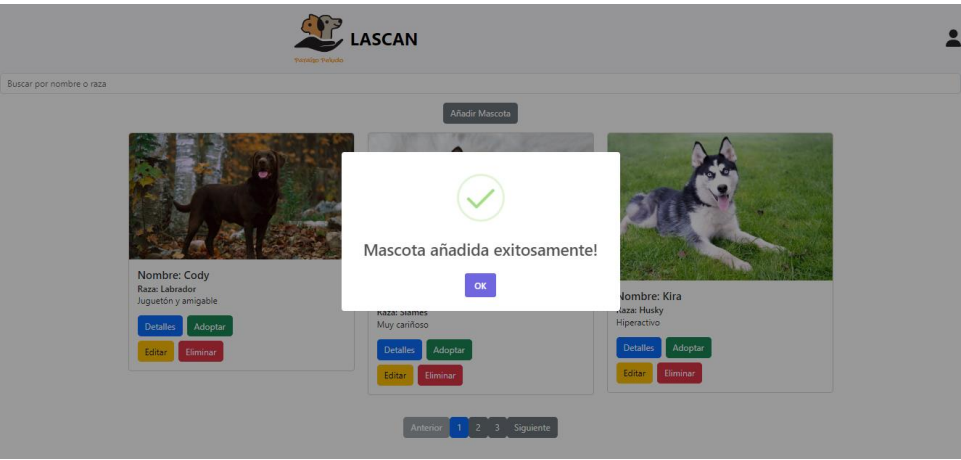 LASCAN
Buscar por nombre o raza
Añadir Mascota
Mascota añadida exitosamente!
OK
Nombre: Cody
Raza: Labrador
Juguetón y amigable
Detalles Adoptar
Editar Eliminar
Raza: Siames
Muy cariñoso
Detalles Adoptar
Editar Eliminar
Nombre: Kira
Raza: Husky
Hiperactivo
Detalles Adoptar
Editar Eliminar
Anterior 1 2 3 Siguiente